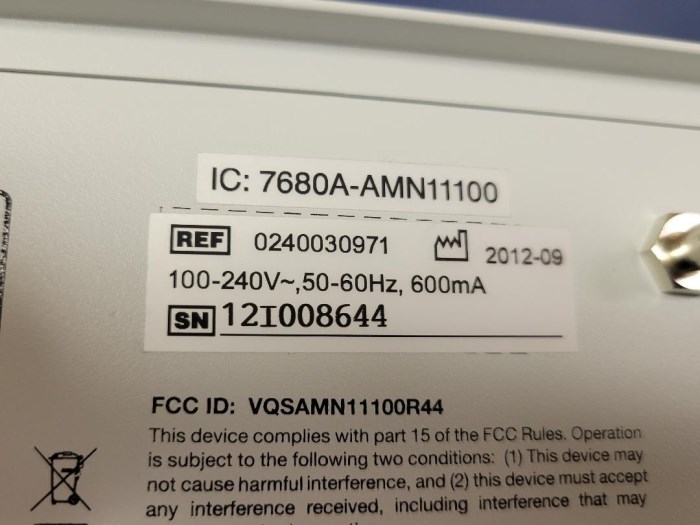 IC: 7680A-AMN11100
REF 0240030971 2012-09
100-240V~,50-60Hz, 600mA
SN 12I008644
FCC ID: VQSAMN11100R44
This device complies with part 15 of the FCC Rules. Operation
is subject to the following two conditions: (1) This device may
not cause harmful interference, and (2) this device must accept
any interference received, including interference that may